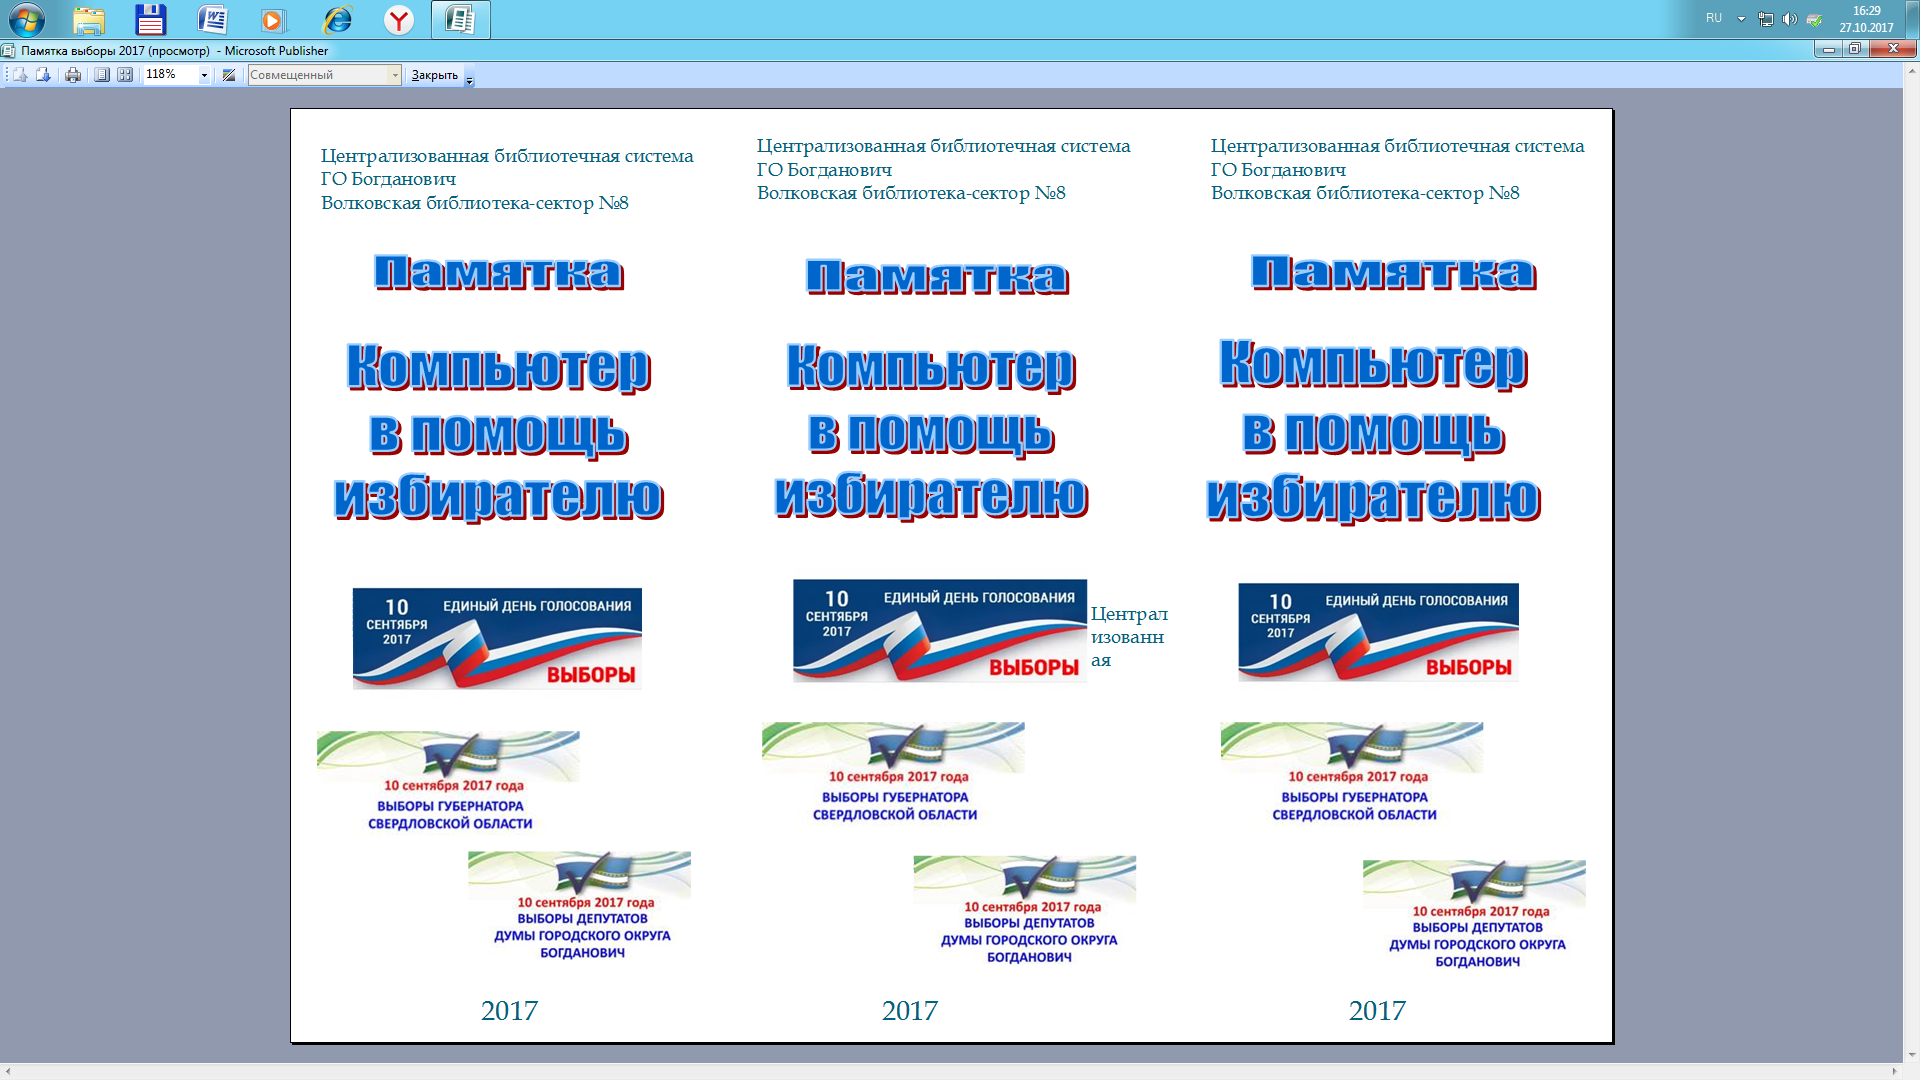 RU
16:29
27.10.2017
Памятка выборы 2017 (просмотр) - Microsoft Publisher
118%
Совмещенный
Закрыть
Централизованная библиотечная система
ГО Богданович
Волковская библиотека-сектор №8
Памятка
Компьютер
в помощь
избирателю
10
СЕНТЯБРЯ
2017
ЕДИНЫЙ ДЕНЬ ГОЛОСОВАНИЯ
ВЫБОРЫ
10 сентября 2017 года
ВЫБОРЫ ГУБЕРНАТОРА
СВЕРДЛОВСКОЙ ОБЛАСТИ
10 сентября 2017 года
ВЫБОРЫ ДЕПУТАТОВ
ДУМЫ ГОРОДСКОГО ОКРУГА
БОГДАНОВИЧ
2017
Централизованная библиотечная система
ГО Богданович
Волковская библиотека-сектор №8
Памятка
Компьютер
в помощь
избирателю
10
СЕНТЯБРЯ
2017
ЕДИНЫЙ ДЕНЬ ГОЛОСОВАНИЯ
ВЫБОРЫ
Централ
изованн
ая
10 сентября 2017 года
ВЫБОРЫ ГУБЕРНАТОРА
СВЕРДЛОВСКОЙ ОБЛАСТИ
10 сентября 2017 года
ВЫБОРЫ ДЕПУТАТОВ
ДУМЫ ГОРОДСКОГО ОКРУГА
БОГДАНОВИЧ
2017
Централизованная библиотечная система
ГО Богданович
Волковская библиотека-сектор №8
Памятка
Компьютер
в помощь
избирателю
10
СЕНТЯБРЯ
2017
ЕДИНЫЙ ДЕНЬ ГОЛОСОВАНИЯ
ВЫБОРЫ
10 сентября 2017 года
ВЫБОРЫ ГУБЕРНАТОРА
СВЕРДЛОВСКОЙ ОБЛАСТИ
10 сентября 2017 года
ВЫБОРЫ ДЕПУТАТОВ
ДУМЫ ГОРОДСКОГО ОКРУГА
БОГДАНОВИЧ
2017